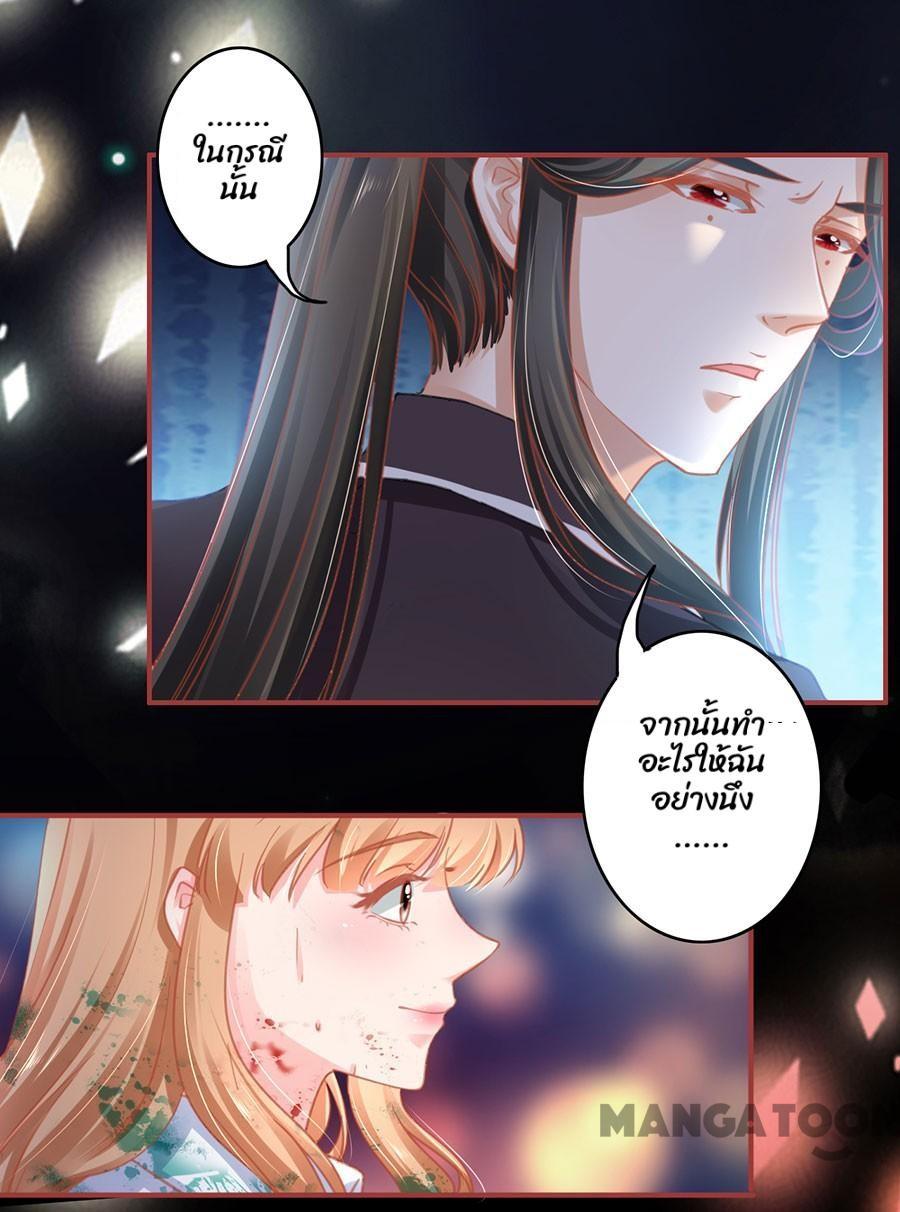 .......
ในกรณี
นั้น
จากนั้นทำ
อะไรให้ฉัน
อย่างนึง
......
MANGATOON